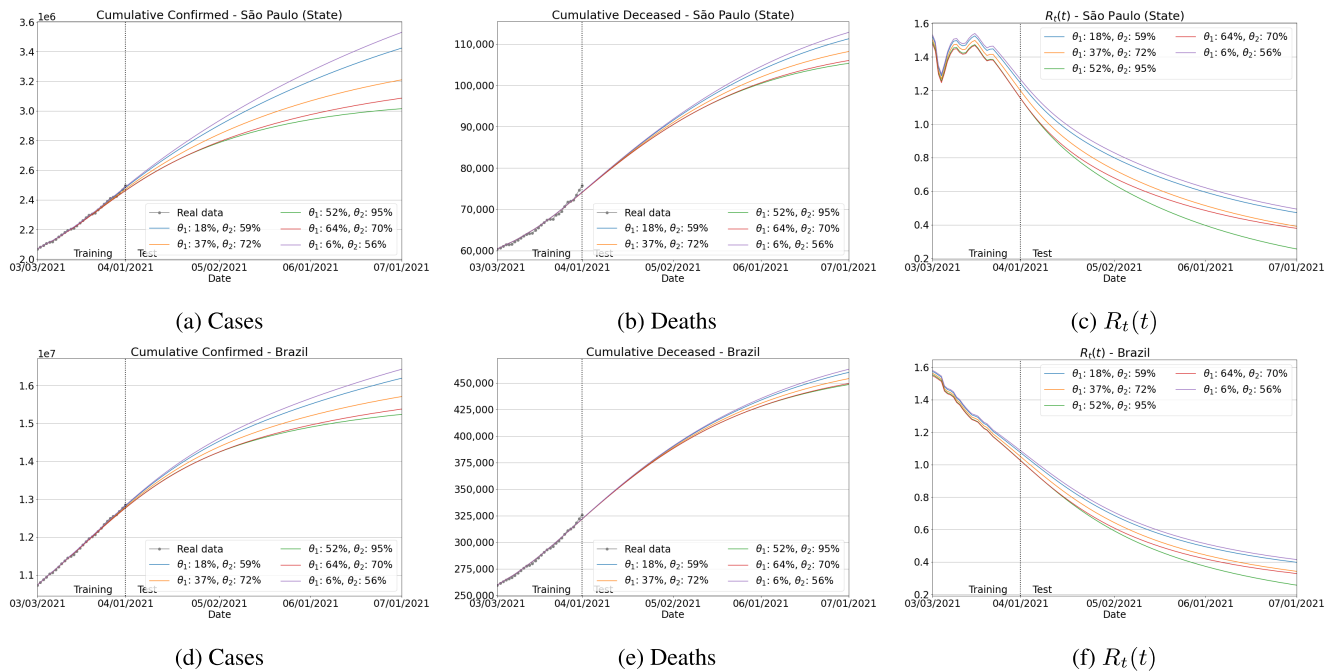 Cumulative Confirmed - São Paulo (State)
1e6
3.6
3.4
3.2
3.0
2.8
2.6
2.4
2.2
2.0
Real data
θ1: 18%, θ2: 59%
θ1: 37%, θ2: 72%
θ1: 52%, θ2: 95%
θ1: 64%, θ2: 70%
θ1: 6%, θ2: 56%
Training Test
03/03/2021 04/01/2021 05/02/2021 06/01/2021 07/01/2021
Date
(a) Cases
Cumulative Deceased - São Paulo (State)
110,000
100,000
90,000
80,000
70,000
60,000
Real data
θ1: 18%, θ2: 59%
θ1: 37%, θ2: 72%
θ1: 52%, θ2: 95%
θ1: 64%, θ2: 70%
θ1: 6%, θ2: 56%
Training Test
03/03/2021 04/01/2021 05/02/2021 06/01/2021 07/01/2021
Date
(b) Deaths
Rt(t) - São Paulo (State)
1.6
1.4
1.2
1.0
0.8
0.6
0.4
0.2
θ1: 18%, θ2: 59%
θ1: 37%, θ2: 72%
θ1: 52%, θ2: 95%
θ1: 64%, θ2: 70%
θ1: 6%, θ2: 56%
Training Test
03/03/2021 04/01/2021 05/02/2021 06/01/2021 07/01/2021
Date
(c) Rt(t)
Cumulative Confirmed - Brazil
1e7
1.6
1.5
1.4
1.3
1.2
1.1
Real data
θ1: 18%, θ2: 59%
θ1: 37%, θ2: 72%
θ1: 52%, θ2: 95%
θ1: 64%, θ2: 70%
θ1: 6%, θ2: 56%
Training Test
03/03/2021 04/01/2021 05/02/2021 06/01/2021 07/01/2021
Date
(d) Cases
Cumulative Deceased - Brazil
450,000
425,000
400,000
375,000
350,000
325,000
300,000
275,000
250,000
Real data
θ1: 18%, θ2: 59%
θ1: 37%, θ2: 72%
θ1: 52%, θ2: 95%
θ1: 64%, θ2: 70%
θ1: 6%, θ2: 56%
Training Test
03/03/2021 04/01/2021 05/02/2021 06/01/2021 07/01/2021
Date
(e) Deaths
Rt(t) - Brazil
1.6
1.4
1.2
1.0
0.8
0.6
0.4
0.2
θ1: 18%, θ2: 59%
θ1: 37%, θ2: 72%
θ1: 52%, θ2: 95%
θ1: 64%, θ2: 70%
θ1: 6%, θ2: 56%
Training Test
03/03/2021 04/01/2021 05/02/2021 06/01/2021 07/01/2021
Date
(f) Rt(t)